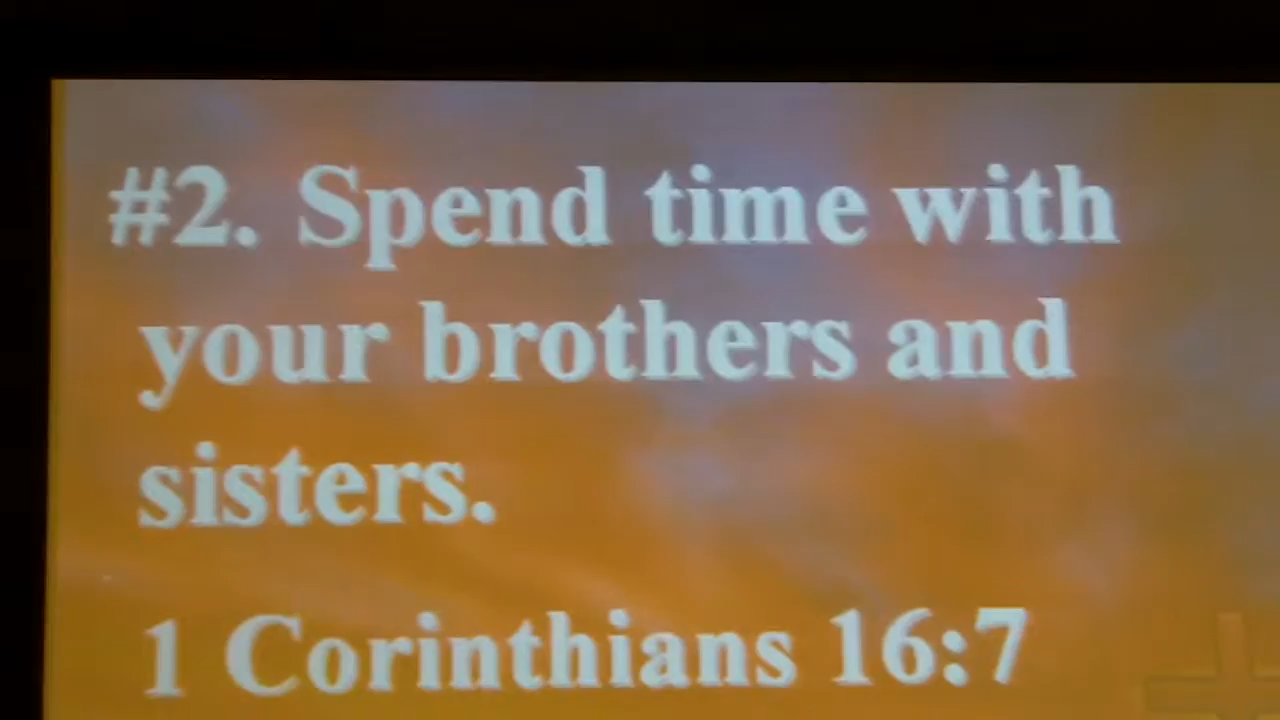 #2. Spend time with
your brothers and
sisters.
1 Corinthians 16:7